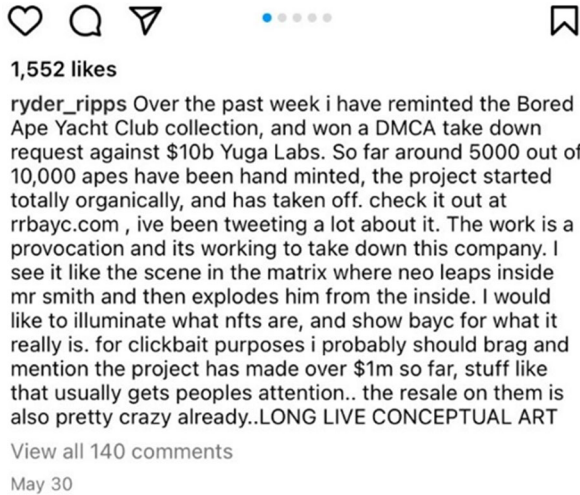 1,552 likes
ryder_ripps Over the past week i have reminted the Bored
Ape Yacht Club collection, and won a DMCA take down
request against $10b Yuga Labs. So far around 5000 out of
10,000 apes have been hand minted, the project started
totally organically, and has taken off. check it out at
rrbayc.com , ive been tweeting a lot about it. The work is a
provocation and its working to take down this company. I
see it like the scene in the matrix where neo leaps inside
mr smith and then explodes him from the inside. I would
like to illuminate what nfts are, and show bayc for what it
really is. for clickbait purposes i probably should brag and
mention the project has made over $1m so far, stuff like
that usually gets peoples attention.. the resale on them is
also pretty crazy already..LONG LIVE CONCEPTUAL ART
View all 140 comments
May 30